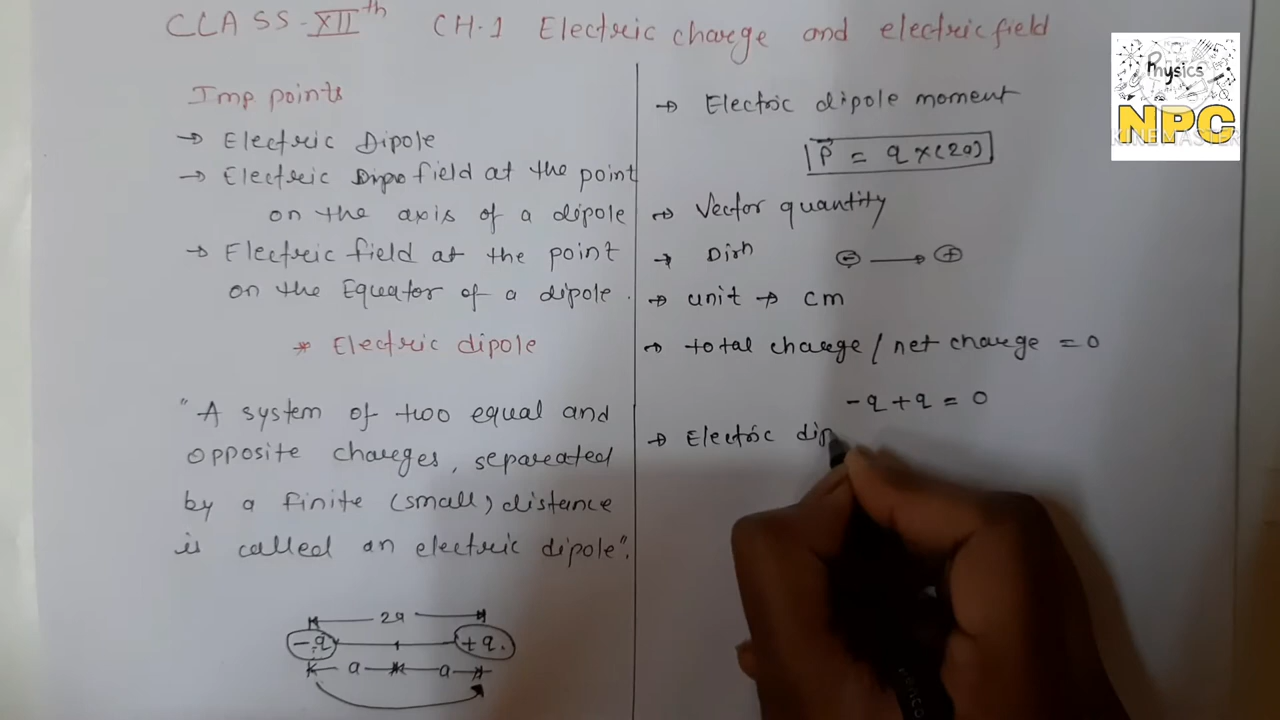 CLASS-XIIth CH.1 Electric charge and electric field
Physics
NPC
KINEMASTER
Imp points
→ Electric Dipole
→ Electric Dipo field at the point
on the axis of a dipole
→ Electric field at the point
on the Equator of a dipole.
* Electric dipole
"A system of two equal and
opposite charges, separeated
by a finite (small) distance
is called an electric dipole".
2a
-q +q.
a a
→ Electric dipole moment
P = q x(2a)
→ Vector quantity
→ Dirn ⊖ → ⊕
→ unit → cm
→ total charge / net charge = 0
-q + q = 0
→ Electric dip